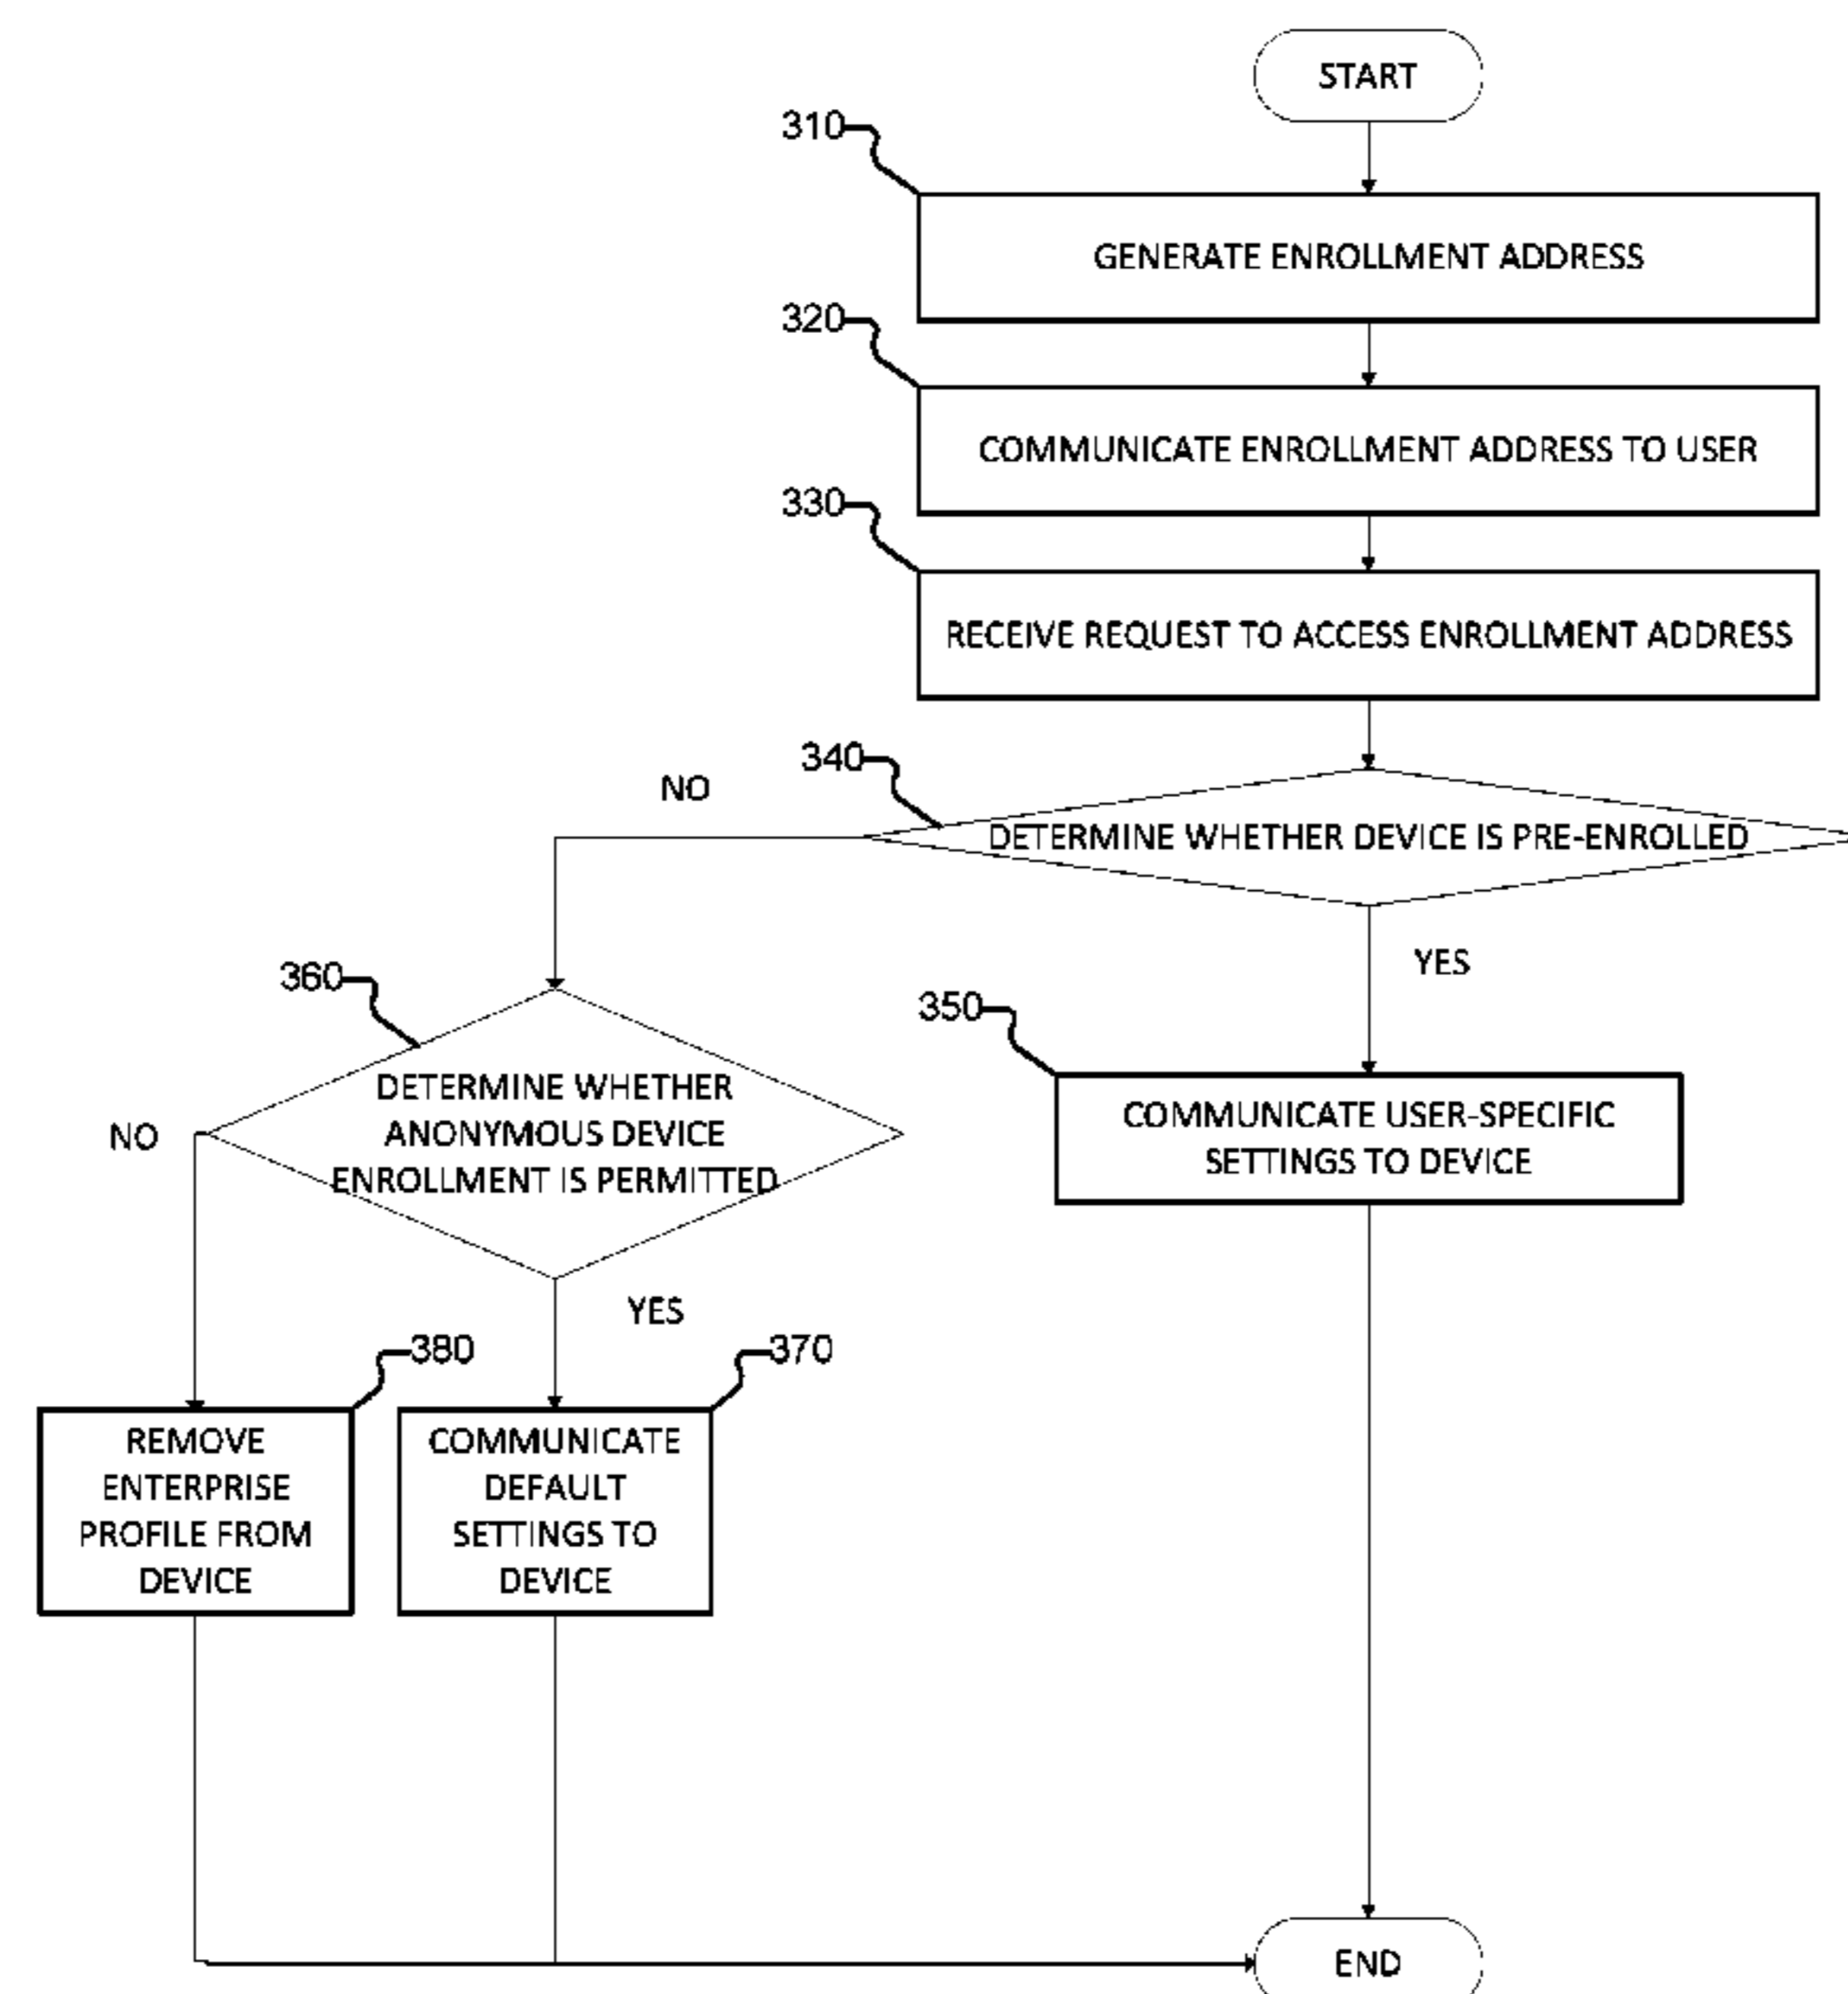 START
310
GENERATE ENROLLMENT ADDRESS
320
COMMUNICATE ENROLLMENT ADDRESS TO USER
330
RECEIVE REQUEST TO ACCESS ENROLLMENT ADDRESS
340
NO
DETERMINE WHETHER DEVICE IS PRE-ENROLLED
YES
360
350
DETERMINE WHETHER
ANONYMOUS DEVICE
ENROLLMENT IS PERMITTED
NO
COMMUNICATE USER-SPECIFIC
SETTINGS TO DEVICE
YES
380
370
REMOVE
ENTERPRISE
PROFILE FROM
DEVICE
COMMUNICATE
DEFAULT
SETTINGS TO
DEVICE
END